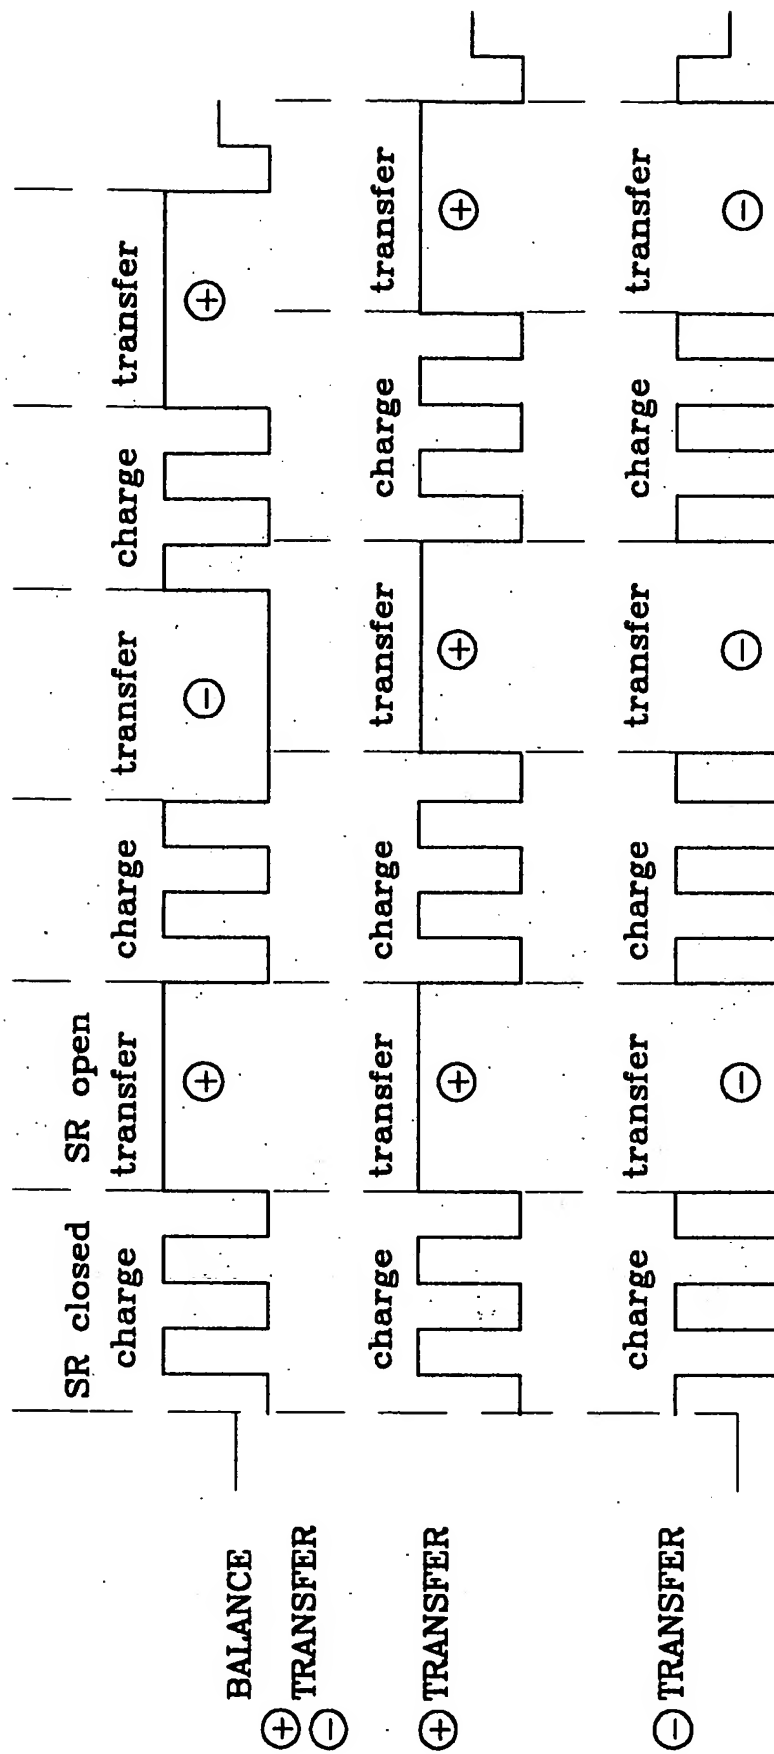 SR closed SR open
charge transfer charge transfer charge transfer
⊕ ⊖ ⊕
BALANCE
⊕
⊖ TRANSFER
charge transfer charge transfer charge transfer
⊕ TRANSFER
⊕ ⊕ ⊕
charge transfer charge transfer charge transfer
⊖ TRANSFER
⊖ ⊖ ⊖